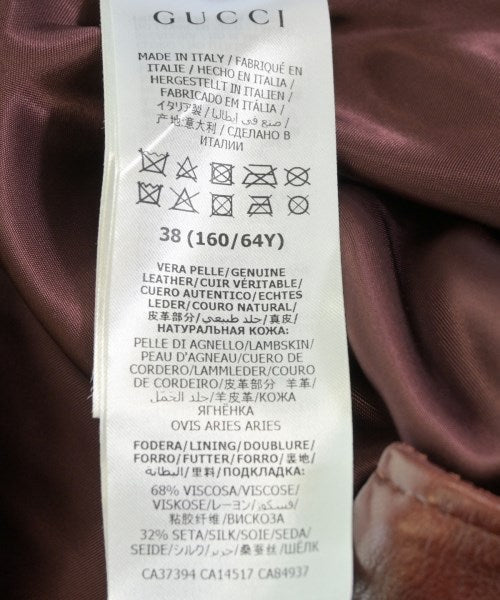 GUCCI
MADE IN ITALY / FABRIQUÉ EN
ITALIE / HECHO EN ITALIA /
HERGESTELLT IN ITALIEN /
FABRICADO EM ITÁLIA /
イタリア製 / صنع في ايطاليا /
产地:意大利 / СДЕЛАНО В
ИТАЛИИ
38 (160/64Y)
VERA PELLE/GENUINE
LEATHER/CUIR VÉRITABLE/
CUERO AUTENTICO/ECHTES
LEDER/COURO NATURAL/
皮革部分/جلد طبيعي/真皮/
НАТУРАЛЬНАЯ КОЖА:
PELLE DI AGNELLO/LAMBSKIN/
PEAU D'AGNEAU/CUERO DE
CORDERO/LAMMLEDER/COURO
DE CORDEIRO/皮革部分 羊革/
جلد الحمل/羊皮革/КОЖА
ЯГНЁНКА
OVIS ARIES ARIES
FODERA/LINING/DOUBLURE/
FORRO/FUTTER/FORRO/裏地/
البطانة/里料/ПОДКЛАДКА:
68% VISCOSA/VISCOSE/
VISKOSE/レーヨン/فسكوز/
粘胶纤维/ВИСКОЗА
32% SETA/SILK/SOIE/SEDA/
SEIDE/シルク/حرير/桑蚕丝/ШЁЛК
CA37394 CA14517 CA84937